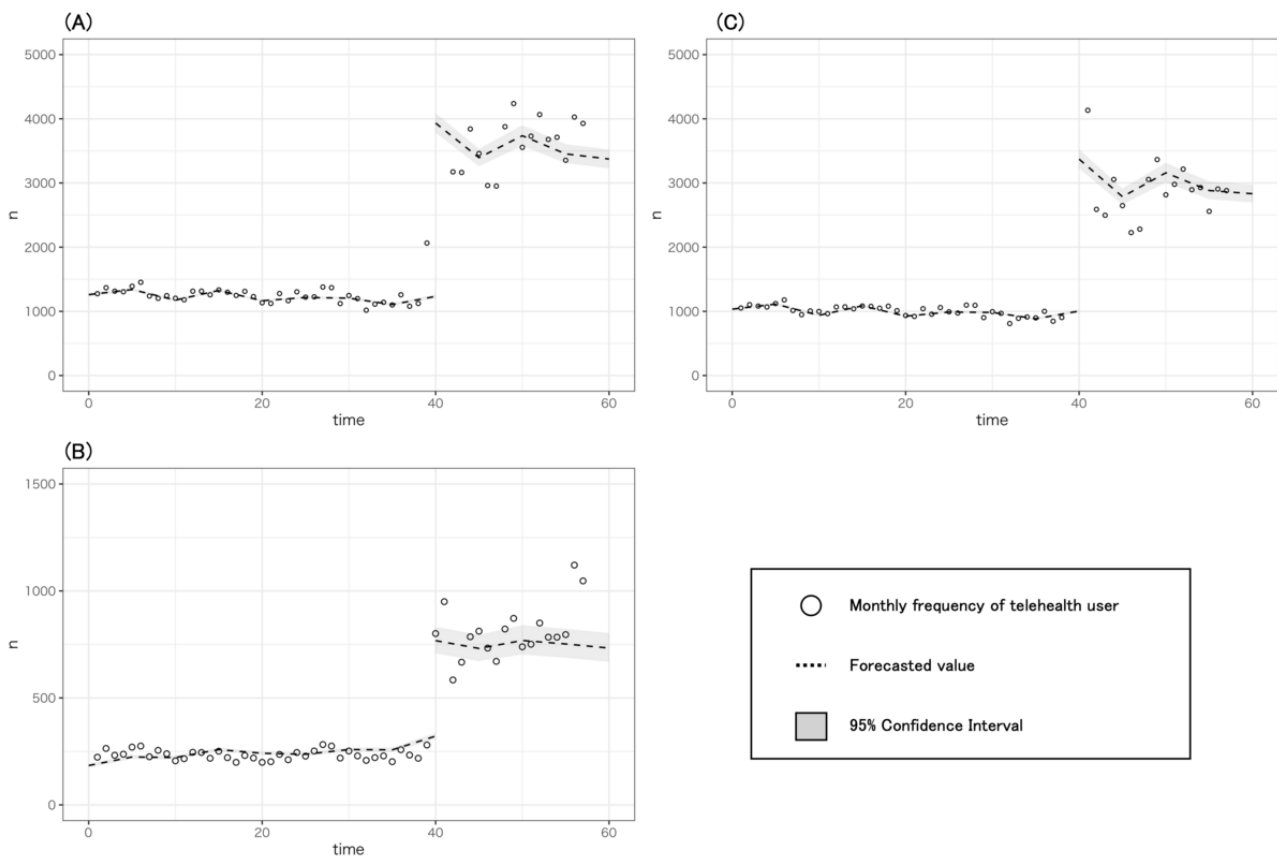 (A)
5000
4000
3000
2000
1000
0
n
0 20 40 60
time
(C)
5000
4000
3000
2000
1000
0
n
0 20 40 60
time
(B)
1500
1000
500
0
n
0 20 40 60
time
Monthly frequency of telehealth user
Forecasted value
95% Confidence Interval